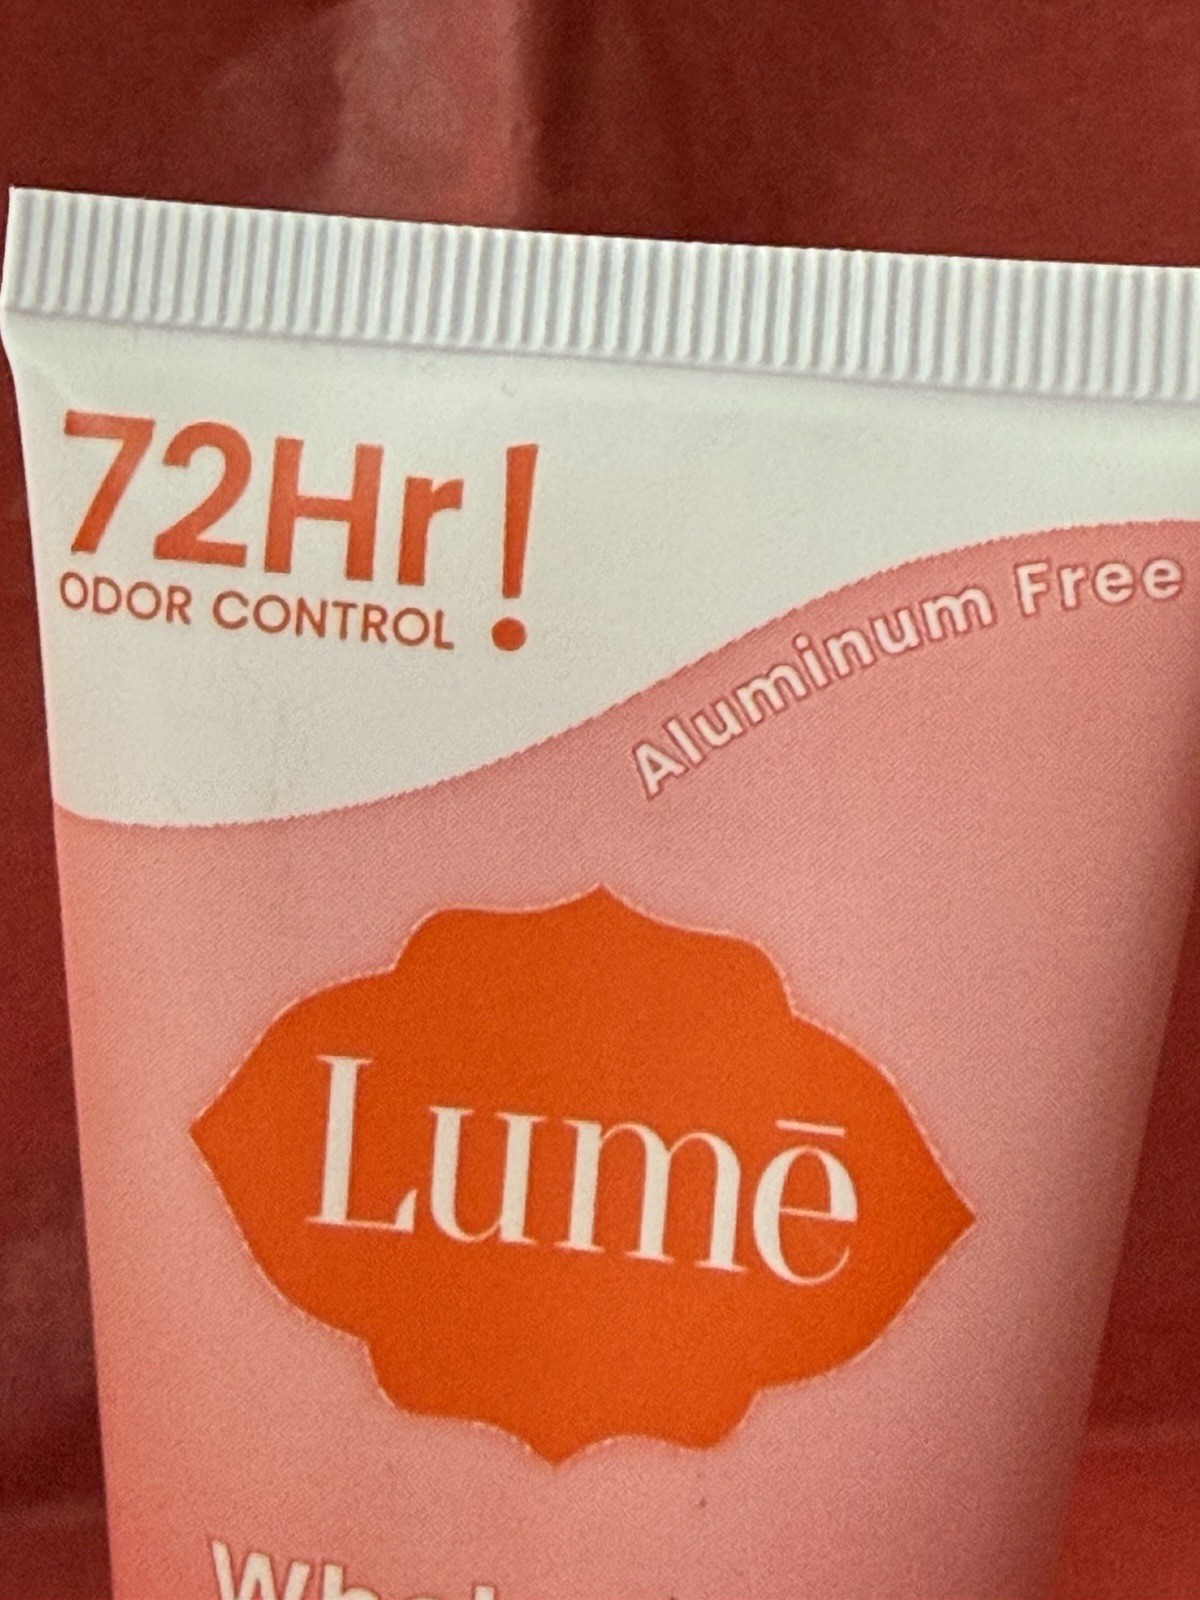 72Hr!
ODOR CONTROL
Aluminum Free
Lumē